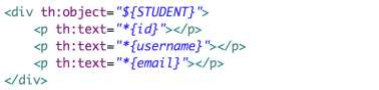 <div th:object="${STUDENT}">
    <p th:text="*{id}"></p>
    <p th:text="*{username}"></p>
    <p th:text="*{email}"></p>
</div>